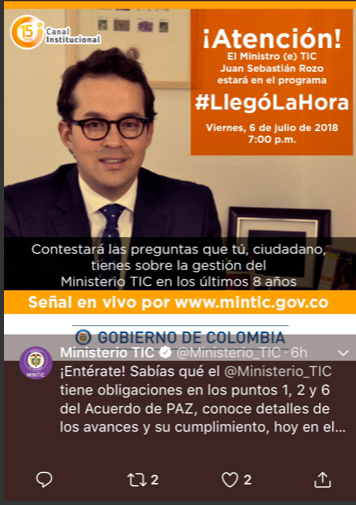 15 años
Canal
Institucional
¡Atención!
El Ministro (e) TIC
Juan Sebastián Rozo
estará en el programa
#LlegóLaHora
Viernes, 6 de julio de 2018
7:00 p.m.
Contestará las preguntas que tú, ciudadano,
tienes sobre la gestión del
Ministerio TIC en los últimos 8 años
Señal en vivo por www.mintic.gov.co
GOBIERNO DE COLOMBIA
Ministerio TIC @Ministerio_TIC · 6h
MINTIC
¡Entérate! Sabías qué el @Ministerio_TIC
tiene obligaciones en los puntos 1, 2 y 6
del Acuerdo de PAZ, conoce detalles de
los avances y su cumplimiento, hoy en el...
2 2